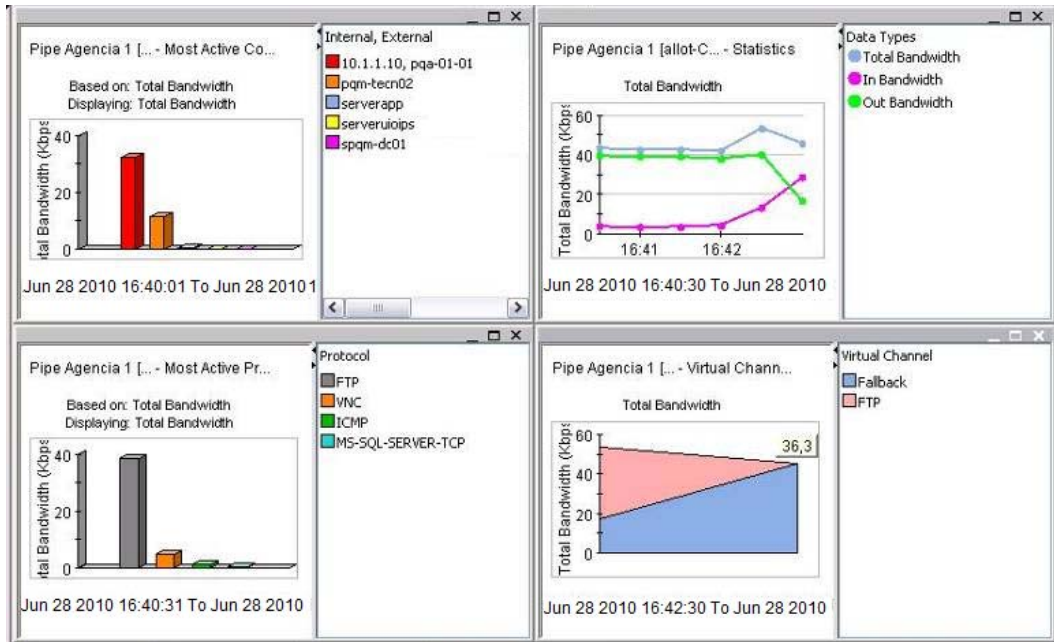 Pipe Agencia 1 [... - Most Active Co...
Based on: Total Bandwidth
Displaying: Total Bandwidth
40
20
0
Jun 28 2010 16:40:01 To Jun 28 2010 1
Internal, External
10.1.1.10, pqa-01-01
pqm-tecn02
serverapp
serveruioips
spqm-dc01
Pipe Agencia 1 [allot-C... - Statistics
Total Bandwidth
Total Bandwidth (Kbps
60
40
20
0
16:41
16:42
Jun 28 2010 16:40:30 To Jun 28 2010
Data Types
Total Bandwidth
In Bandwidth
Out Bandwidth
Pipe Agencia 1 [... - Most Active Pr...
Based on: Total Bandwidth
Displaying: Total Bandwidth
tal Bandwidth (Kbps
40
20
0
Jun 28 2010 16:40:31 To Jun 28 2010
Protocol
FTP
VNC
ICMP
MS-SQL-SERVER-TCP
Pipe Agencia 1 [... - Virtual Chann...
Total Bandwidth
Total Bandwidth (Kbps
60
40
20
0
36,3
Jun 28 2010 16:42:30 To Jun 28 2010
Virtual Channel
Fallback
FTP